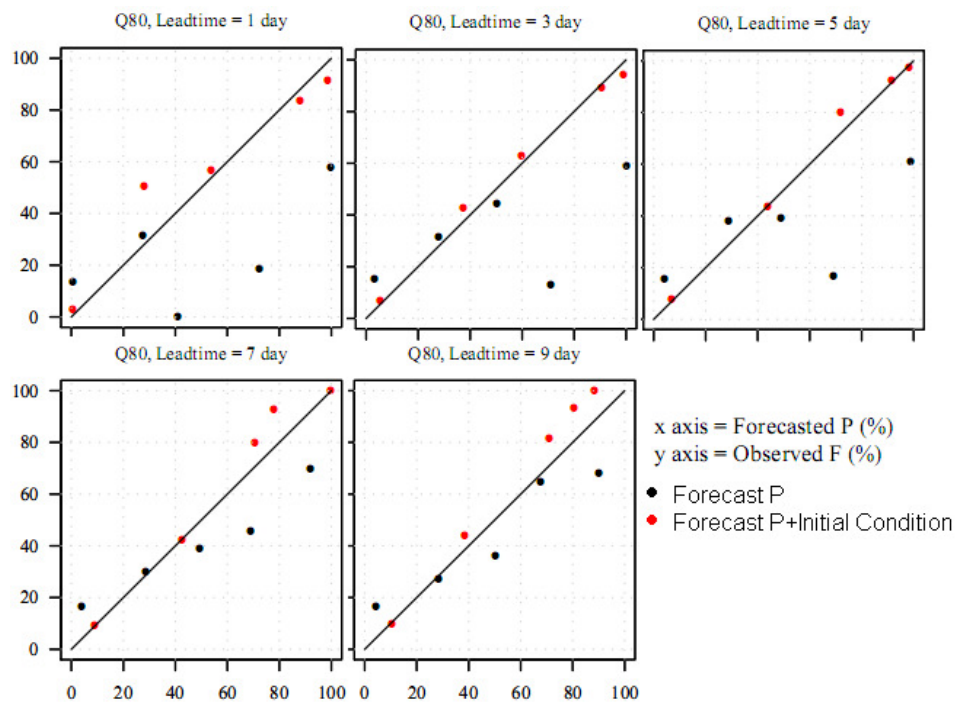 Q80, Leadtime = 1 day
Q80, Leadtime = 3 day
Q80, Leadtime = 5 day
100
80
60
40
20
0
Q80, Leadtime = 7 day
Q80, Leadtime = 9 day
100
80
60
40
20
0
0 20 40 60 80 100
0 20 40 60 80 100
x axis = Forecasted P (%)
y axis = Observed F (%)
Forecast P
Forecast P+Initial Condition